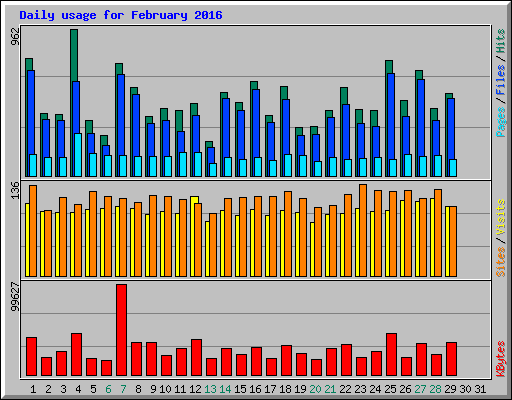 Daily usage for February 2016
962
Pages/Files/Hits
136
Sites/Visits
99627
KBytes
1 2 3 4 5 6 7 8 9 10 11 12 13 14 15 16 17 18 19 20 21 22 23 24 25 26 27 28 29 30 31